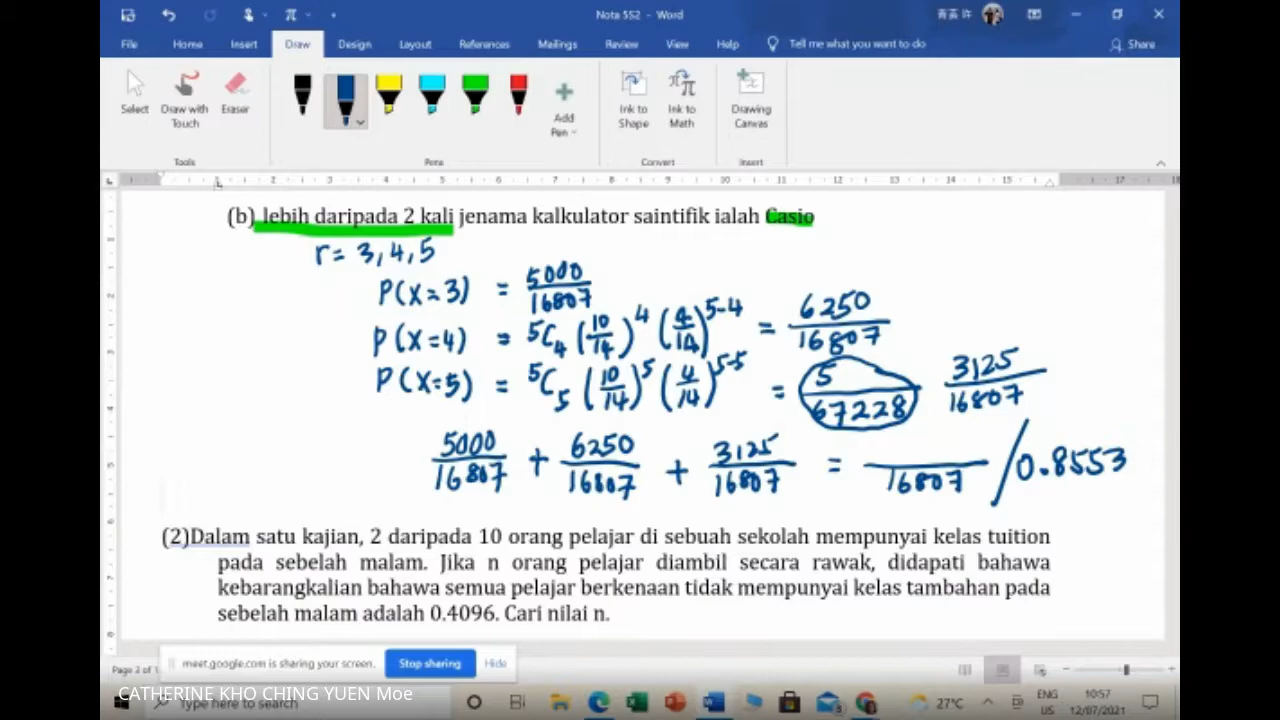 Nota 5S2 - Word
File Home Insert Draw Design Layout References Mailings Review View Help Tell me what you want to do Share
Select Draw with Touch Eraser Add Pen Ink to Shape Ink to Math Drawing Canvas
Tools Pens Convert Insert
(b) lebih daripada 2 kali jenama kalkulator saintifik ialah Casio
r = 3, 4, 5
P(X=3) = 5000/16807
P(X=4) = ⁵C₄ (10/14)⁴ (4/14)⁵⁻⁴ = 6250/16807
P(X=5) = ⁵C₅ (10/14)⁵ (4/14)⁵⁻⁵ = 5/67228 3125/16807
5000/16807 + 6250/16807 + 3125/16807 = /16807 / 0.8553
(2)Dalam satu kajian, 2 daripada 10 orang pelajar di sebuah sekolah mempunyai kelas tuition
pada sebelah malam. Jika n orang pelajar diambil secara rawak, didapati bahawa
kebarangkalian bahawa semua pelajar berkenaan tidak mempunyai kelas tambahan pada
sebelah malam adalah 0.4096. Cari nilai n.
meet.google.com is sharing your screen. Stop sharing Hide
Page 2 of 1
CATHERINE KHO CHING YUEN Moe
Type here to search
27°C ENG US 10:57 12/07/2021